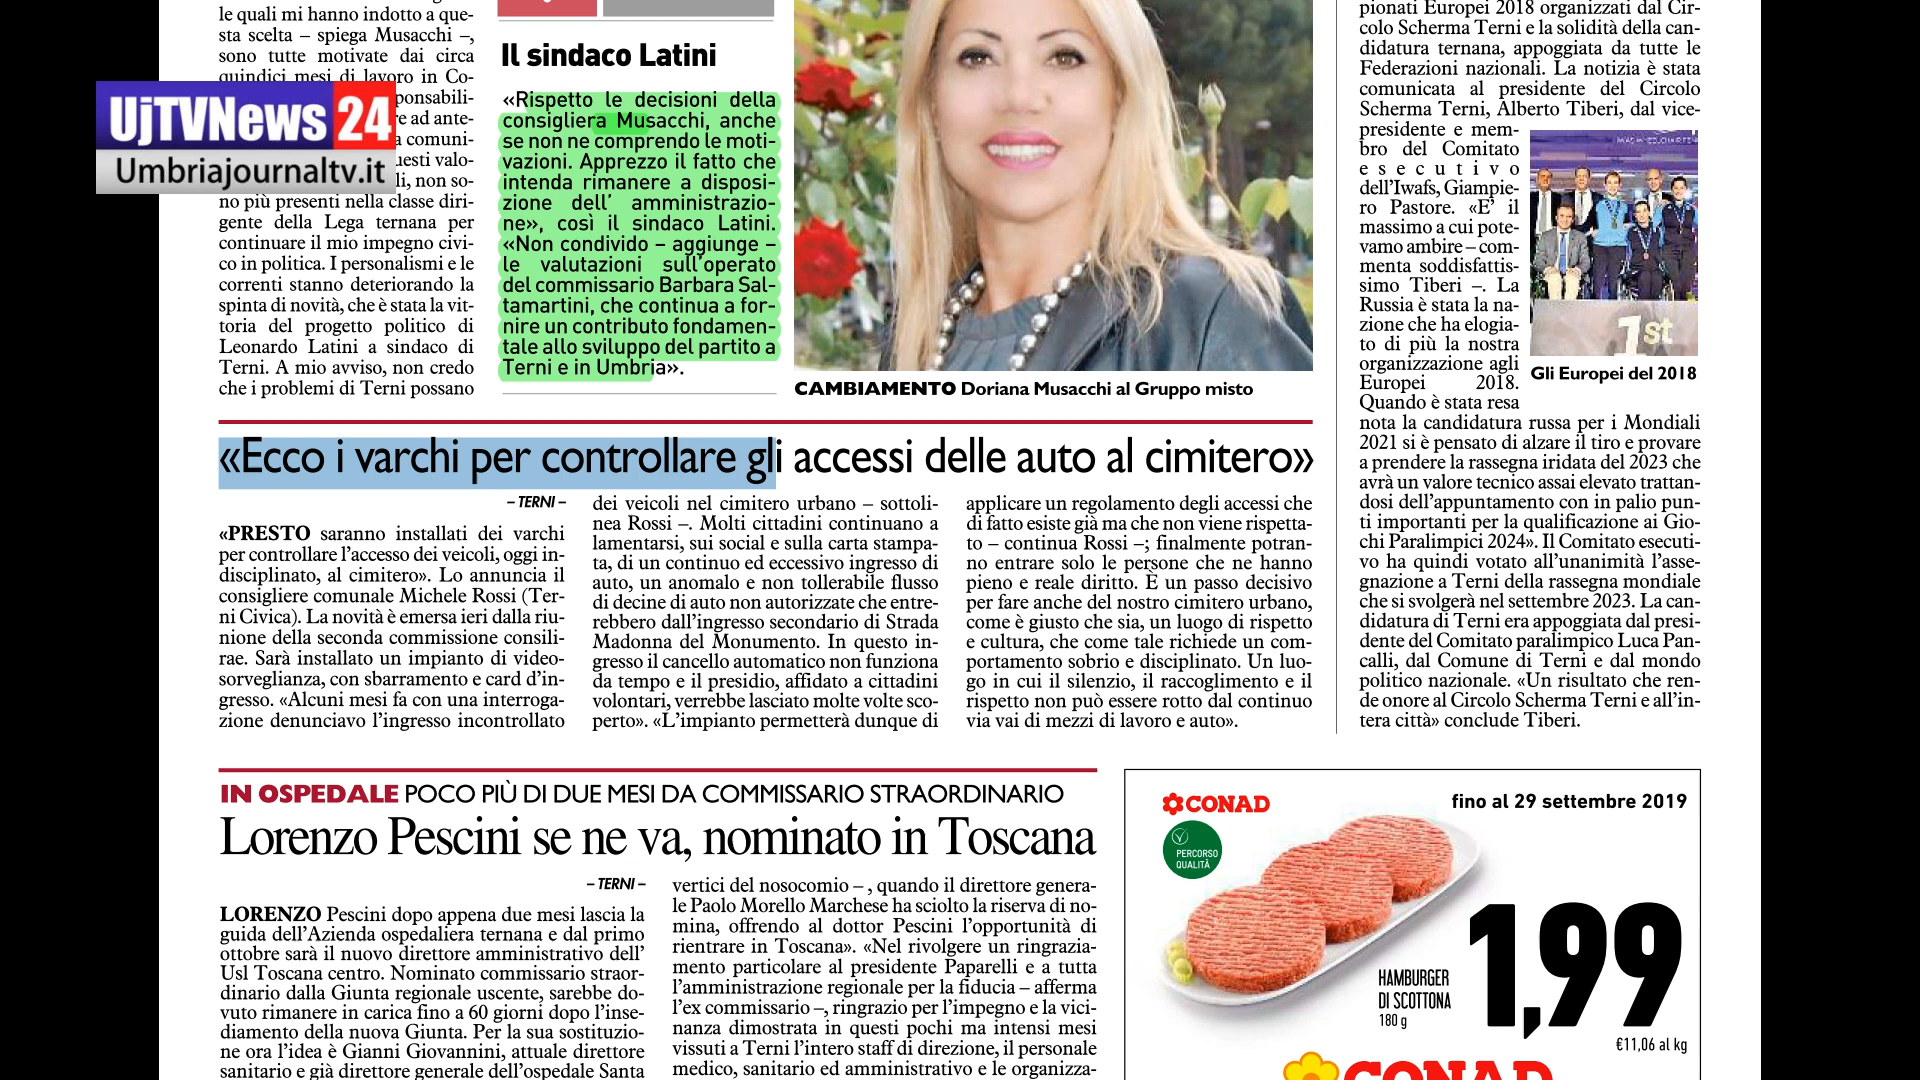 le quali mi hanno indotto a que-
sta scelta – spiega Musacchi –,
sono tutte motivate dai circa
quindici mesi di lavoro in Co-
ponsabili-
re ad ante-
a comuni-
uesti valo-
li, non so-
no più presenti nella classe diri-
gente della Lega ternana per
continuare il mio impegno civi-
co in politica. I personalismi e le
correnti stanno deteriorando la
spinta di novità, che è stata la vit-
toria del progetto politico di
Leonardo Latini a sindaco di
Terni. A mio avviso, non credo
che i problemi di Terni possano
UjTVNews 24
Umbriajournaltv.it
Il sindaco Latini
«Rispetto le decisioni della
consigliera Musacchi, anche
se non ne comprendo le moti-
vazioni. Apprezzo il fatto che
intenda rimanere a disposi-
zione dell' amministrazio-
ne», così il sindaco Latini.
«Non condivido – aggiunge –
le valutazioni sull'operato
del commissario Barbara Sal-
tamartini, che continua a for-
nire un contributo fondamen-
tale allo sviluppo del partito a
Terni e in Umbria».
CAMBIAMENTO Doriana Musacchi al Gruppo misto
pionati Europei 2018 organizzati dal Cir-
colo Scherma Terni e la solidità della can-
didatura ternana, appoggiata da tutte le
Federazioni nazionali. La notizia è stata
comunicata al presidente del Circolo
Scherma Terni, Alberto Tiberi, dal vice-
presidente e mem-
bro del Comitato
esecutivo
dell'Iwafs, Giampie-
ro Pastore. «E' il
massimo a cui pote-
vamo ambire – com-
menta soddisfattis-
simo Tiberi –. La
Russia è stata la na-
zione che ha elogia-
to di più la nostra
organizzazione agli
Europei 2018.
Quando è stata resa
nota la candidatura russa per i Mondiali
2021 si è pensato di alzare il tiro e provare
a prendere la rassegna iridata del 2023 che
avrà un valore tecnico assai elevato trattan-
dosi dell'appuntamento con in palio pun-
ti importanti per la qualificazione ai Gio-
chi Paralimpici 2024». Il Comitato esecuti-
vo ha quindi votato all'unanimità l'asse-
gnazione a Terni della rassegna mondiale
che si svolgerà nel settembre 2023. La can-
didatura di Terni era appoggiata dal presi-
dente del Comitato paralimpico Luca Pan-
calli, dal Comune di Terni e dal mondo
politico nazionale. «Un risultato che ren-
de onore al Circolo Scherma Terni e all'in-
tera città» conclude Tiberi.
1st
Gli Europei del 2018
«Ecco i varchi per controllare gli accessi delle auto al cimitero»
– TERNI –
«PRESTO saranno installati dei varchi
per controllare l'accesso dei veicoli, oggi in-
disciplinato, al cimitero». Lo annuncia il
consigliere comunale Michele Rossi (Ter-
ni Civica). La novità è emersa ieri dalla riu-
nione della seconda commissione consili-
rae. Sarà installato un impianto di video-
sorveglianza, con sbarramento e card d'in-
gresso. «Alcuni mesi fa con una interroga-
zione denunciavo l'ingresso incontrollato
dei veicoli nel cimitero urbano – sottoli-
nea Rossi –. Molti cittadini continuano a
lamentarsi, sui social e sulla carta stampa-
ta, di un continuo ed eccessivo ingresso di
auto, un anomalo e non tollerabile flusso
di decine di auto non autorizzate che entre-
rebbero dall'ingresso secondario di Strada
Madonna del Monumento. In questo in-
gresso il cancello automatico non funziona
da tempo e il presidio, affidato a cittadini
volontari, verrebbe lasciato molte volte sco-
perto». «L'impianto permetterà dunque di
applicare un regolamento degli accessi che
di fatto esiste già ma che non viene rispetta-
to – continua Rossi –; finalmente potran-
no entrare solo le persone che ne hanno
pieno e reale diritto. È un passo decisivo
per fare anche del nostro cimitero urbano,
come è giusto che sia, un luogo di rispetto
e cultura, che come tale richiede un com-
portamento sobrio e disciplinato. Un luo-
go in cui il silenzio, il raccoglimento e il
rispetto non può essere rotto dal continuo
via vai di mezzi di lavoro e auto».
IN OSPEDALE POCO PIÙ DI DUE MESI DA COMMISSARIO STRAORDINARIO
Lorenzo Pescini se ne va, nominato in Toscana
– TERNI –
LORENZO Pescini dopo appena due mesi lascia la
guida dell'Azienda ospedaliera ternana e dal primo
ottobre sarà il nuovo direttore amministrativo dell'
Usl Toscana centro. Nominato commissario straor-
dinario dalla Giunta regionale uscente, sarebbe do-
vuto rimanere in carica fino a 60 giorni dopo l'inse-
diamento della nuova Giunta. Per la sua sostituzio-
ne ora l'idea è Gianni Giovannini, attuale direttore
sanitario e già direttore generale dell'ospedale Santa
vertici del nosocomio – , quando il direttore genera-
le Paolo Morello Marchese ha sciolto la riserva di no-
mina, offrendo al dottor Pescini l'opportunità di
rientrare in Toscana». «Nel rivolgere un ringrazia-
mento particolare al presidente Paparelli e a tutta
l'amministrazione regionale per la fiducia – afferma
l'ex commissario –, ringrazio per l'impegno e la vici-
nanza dimostrata in questi pochi ma intensi mesi
vissuti a Terni l'intero staff di direzione, il personale
medico, sanitario ed amministrativo e le organizza-
CONAD
PERCORSO
QUALITÀ
fino al 29 settembre 2019
HAMBURGER
DI SCOTTONA
180 g
1,99
€11,06 al kg
CONAD